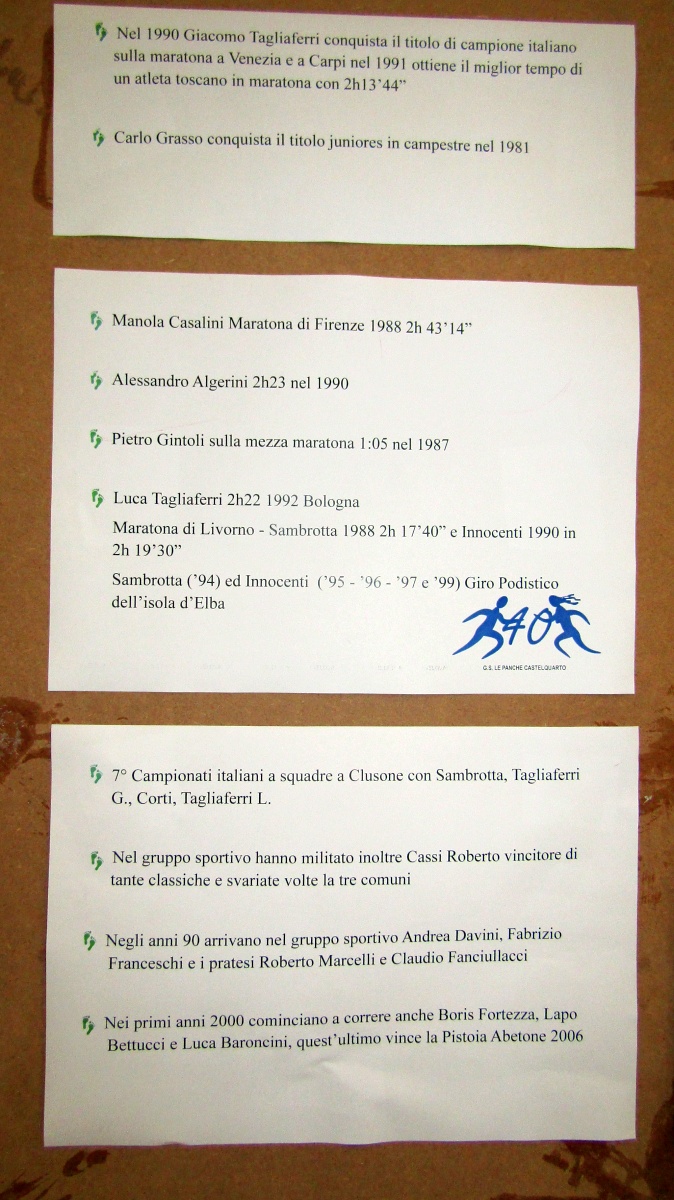 Nel 1990 Giacomo Tagliaferri conquista il titolo di campione italiano
sulla maratona a Venezia e a Carpi nel 1991 ottiene il miglior tempo di
un atleta toscano in maratona con 2h13'44”
Carlo Grasso conquista il titolo juniores in campestre nel 1981
Manola Casalini Maratona di Firenze 1988 2h 43'14”
Alessandro Algerini 2h23 nel 1990
Pietro Gintoli sulla mezza maratona 1:05 nel 1987
Luca Tagliaferri 2h22 1992 Bologna
Maratona di Livorno - Sambrotta 1988 2h 17'40” e Innocenti 1990 in
2h 19'30”
Sambrotta ('94) ed Innocenti ('95 - '96 - '97 e '99) Giro Podistico
dell'isola d'Elba
40
G.S. LE PANCHE CASTELQUARTO
7° Campionati italiani a squadre a Clusone con Sambrotta, Tagliaferri
G., Corti, Tagliaferri L.
Nel gruppo sportivo hanno militato inoltre Cassi Roberto vincitore di
tante classiche e svariate volte la tre comuni
Negli anni 90 arrivano nel gruppo sportivo Andrea Davini, Fabrizio
Franceschi e i pratesi Roberto Marcelli e Claudio Fanciullacci
Nei primi anni 2000 cominciano a correre anche Boris Fortezza, Lapo
Bettucci e Luca Baroncini, quest'ultimo vince la Pistoia Abetone 2006